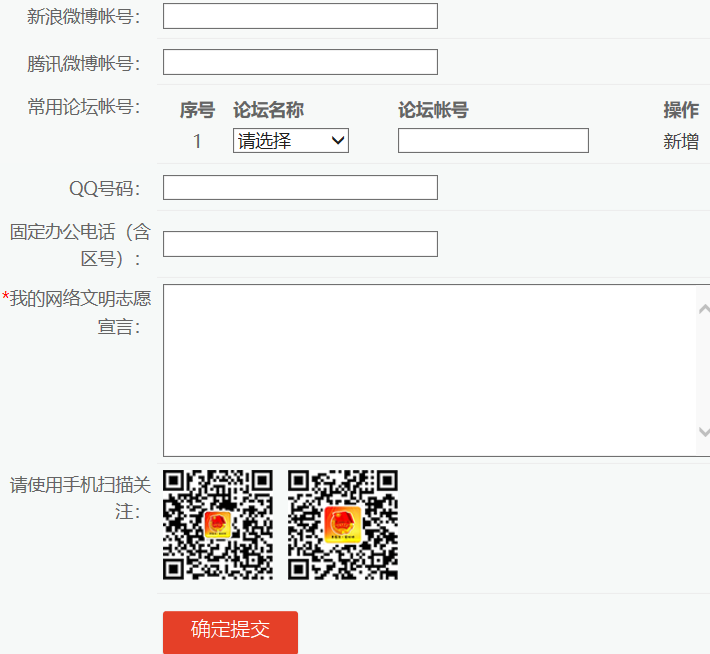 新浪微博帐号：
腾讯微博帐号：
常用论坛帐号：
序号 论坛名称 论坛帐号 操作
1 请选择 新增
QQ号码：
固定办公电话（含
区号）：
*我的网络文明志愿
宣言：
请使用手机扫描关
注：
确定提交